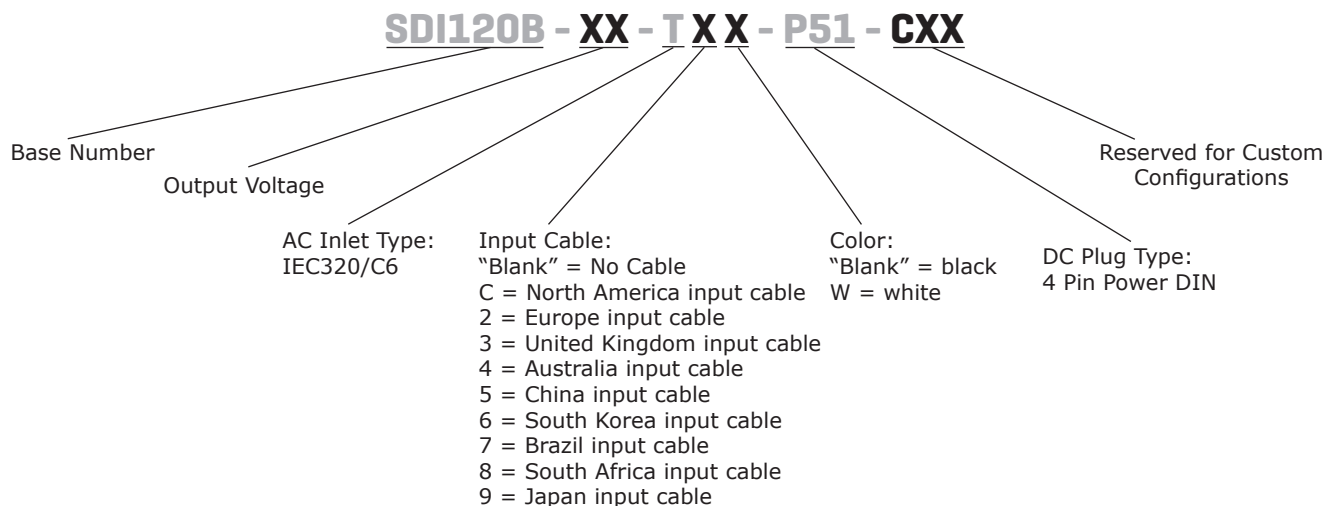 SDI120B - XX - T X X - P51 - CXX
Base Number
Output Voltage
AC Inlet Type:
IEC320/C6
Input Cable:
“Blank” = No Cable
C = North America input cable
2 = Europe input cable
3 = United Kingdom input cable
4 = Australia input cable
5 = China input cable
6 = South Korea input cable
7 = Brazil input cable
8 = South Africa input cable
9 = Japan input cable
Color:
“Blank” = black
W = white
DC Plug Type:
4 Pin Power DIN
Reserved for Custom
Configurations